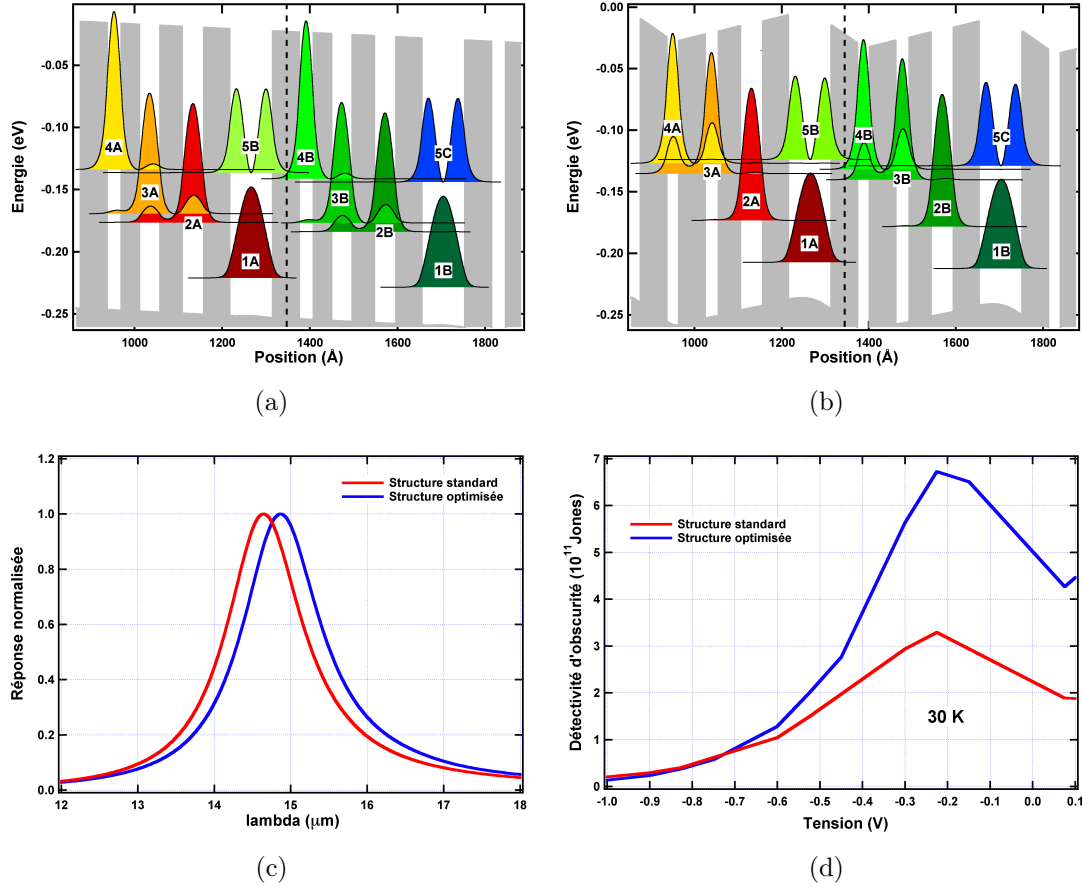 0.00
-0.05
-0.10
-0.15
-0.20
-0.25
Energie (eV)
4A
3A
2A
5B
1A
4B
3B
2B
5C
1B
1000
1200
1400
1600
1800
Position (Å)
(a)
0.00
-0.05
-0.10
-0.15
-0.20
-0.25
Energie (eV)
4A
3A
2A
5B
1A
4B
3B
2B
5C
1B
1000
1200
1400
1600
1800
Position (Å)
(b)
1.2
1.0
0.8
0.6
0.4
0.2
0.0
Réponse normalisée
Structure standard
Structure optimisée
12
13
14
15
16
17
18
lambda (μm)
(c)
7
6
5
4
3
2
1
0
Détectivité d'obscurité (10¹¹ Jones)
Structure standard
Structure optimisée
30 K
-1.0
-0.9
-0.8
-0.7
-0.6
-0.5
-0.4
-0.3
-0.2
-0.1
0.0
0.1
Tension (V)
(d)